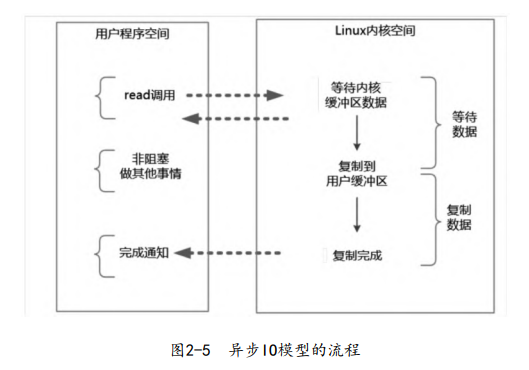 用户程序空间
Linux内核空间
read调用
等待内核
缓冲区数据
等待
数据
非阻塞
做其他事情
复制到
用户缓冲区
复制
数据
完成通知
复制完成
图2-5 异步IO模型的流程